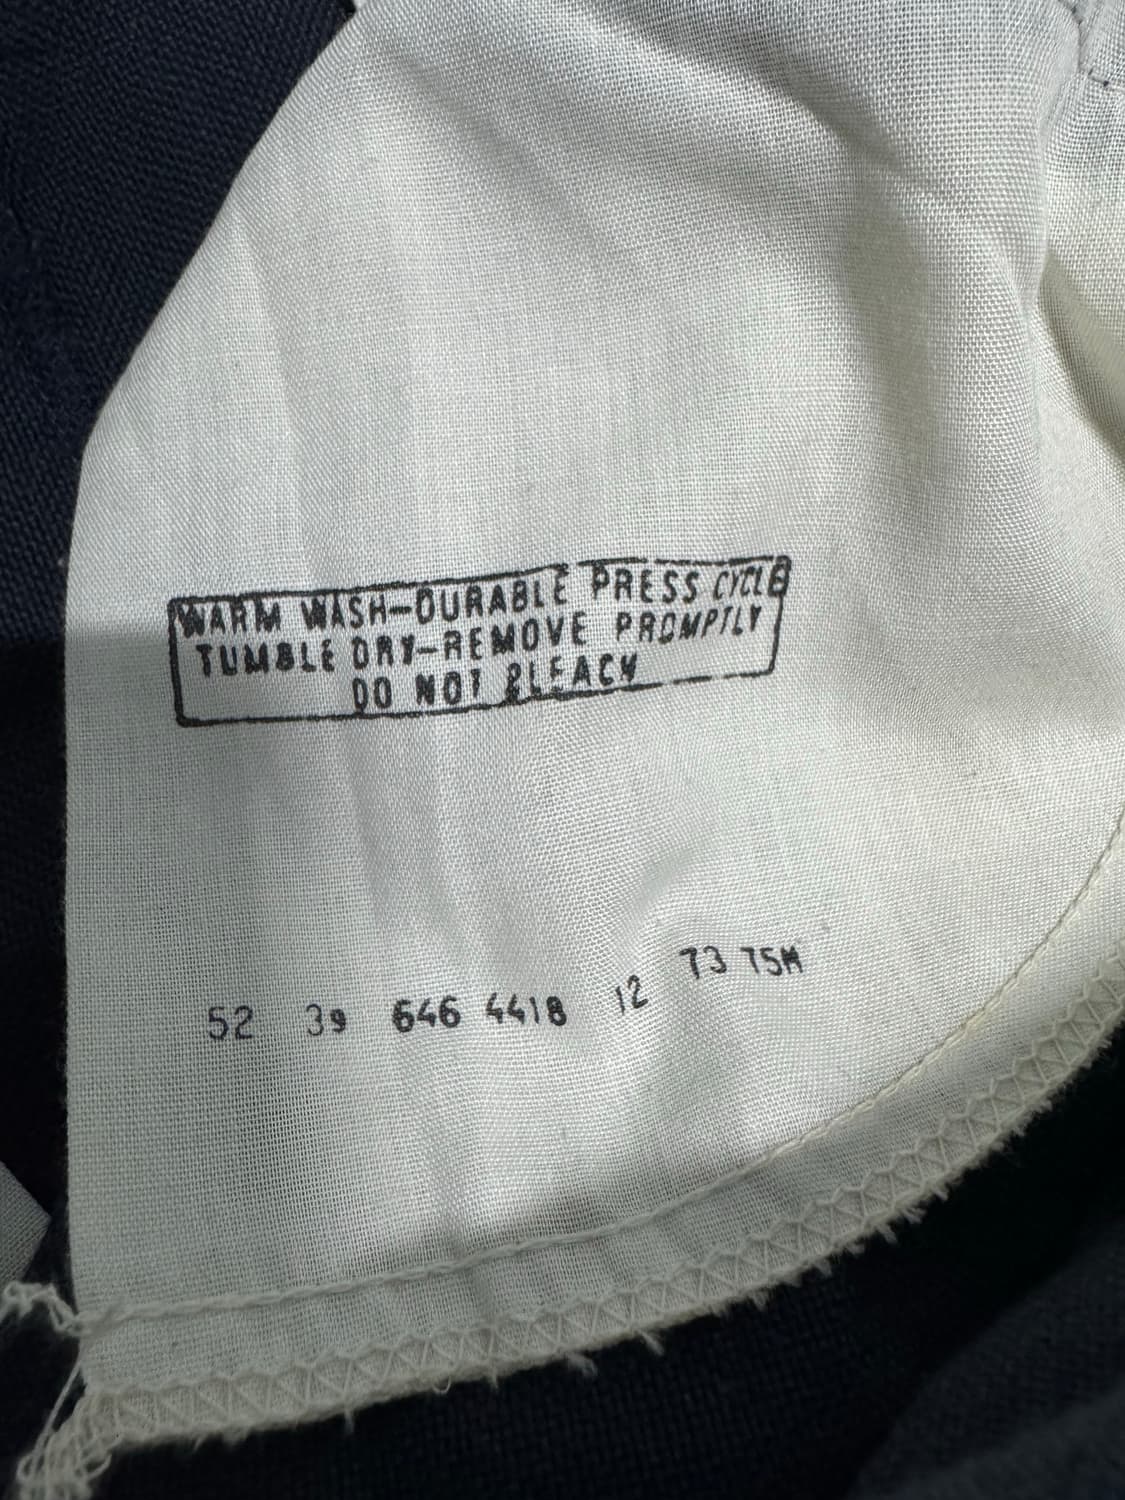 WARM WASH-DURABLE PRESS CYCLE
TUMBLE DRY-REMOVE PROMPTLY
DO NOT BLEACH
52 39 646 4418 12 73 75M